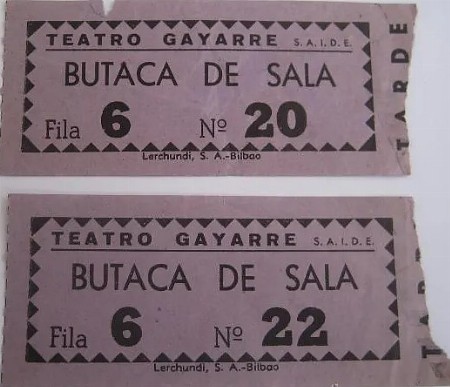 TEATRO GAYARRE S.A.I.D.E.
BUTACA DE SALA
Fila 6 Nº 20
Lerchundi, S. A.-Bilbao
TARDE
TEATRO GAYARRE S.A.I.D.E.
BUTACA DE SALA
Fila 6 Nº 22
Lerchundi, S. A.-Bilbao